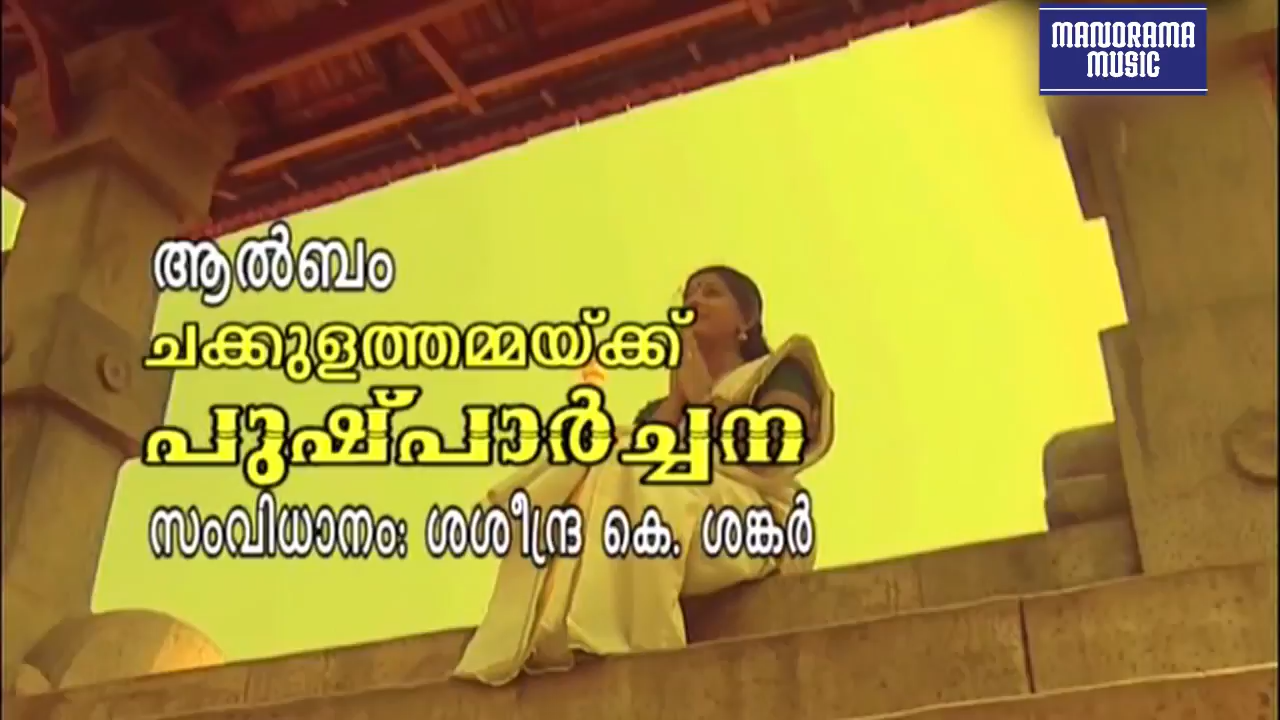 MANORAMA
MUSIC
ആൽബം
ചക്കുളത്തമ്മയ്ക്ക്
പുഷ്പാർച്ചന
സംവിധാനം: ശശീന്ദ്ര കെ. ശങ്കർ